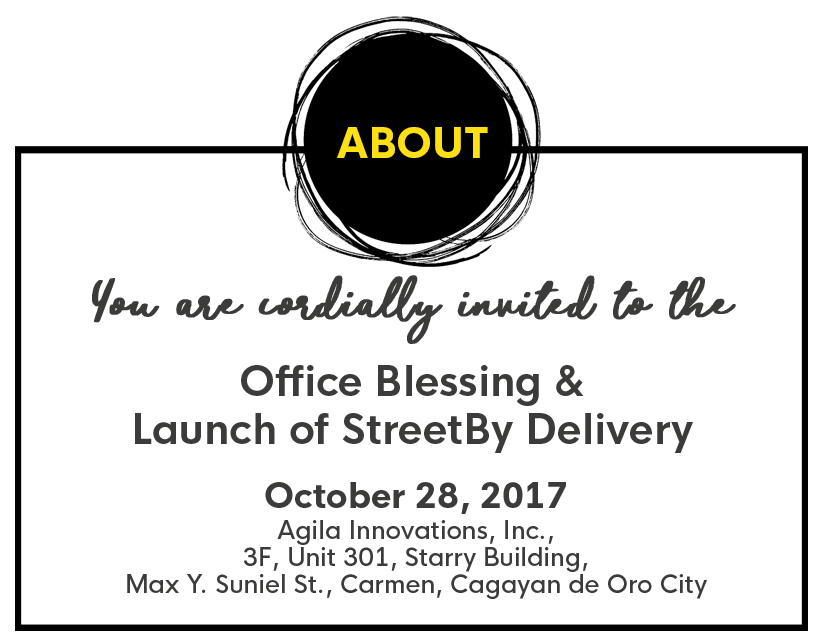 ABOUT
You are cordially invited to the
Office Blessing &
Launch of StreetBy Delivery
October 28, 2017
Agila Innovations, Inc.,
3F, Unit 301, Starry Building,
Max Y. Suniel St., Carmen, Cagayan de Oro City